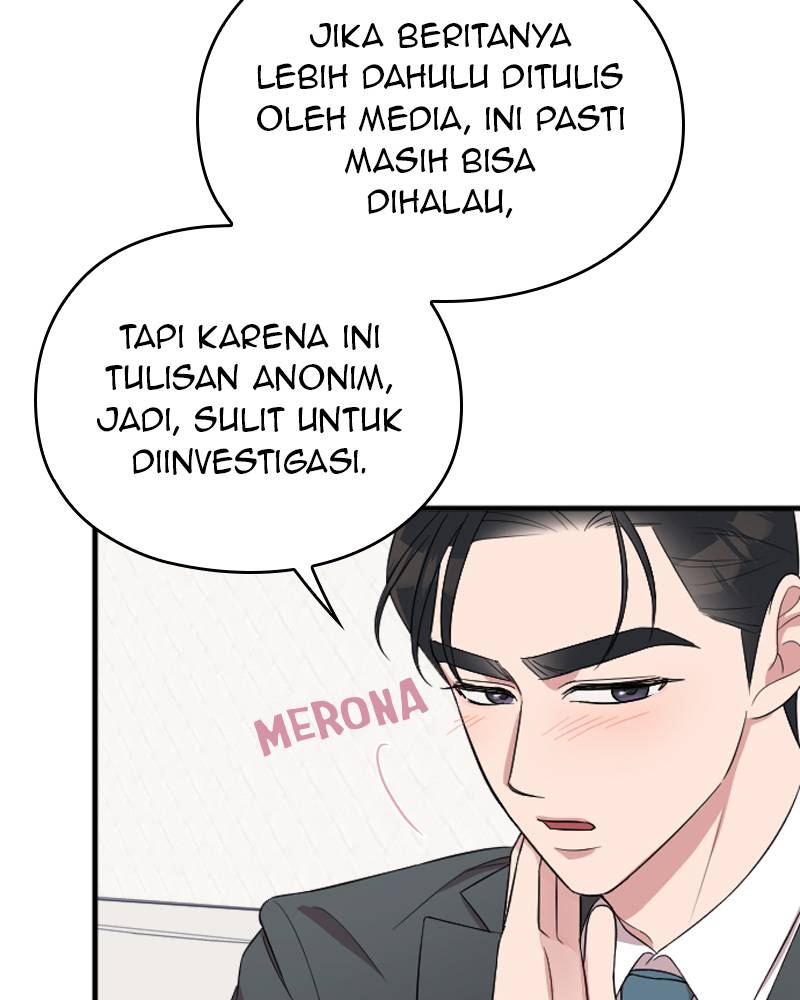 JIKA BERITANYA
LEBIH DAHULU DITULIS
OLEH MEDIA, INI PASTI
MASIH BISA
DIHALAU,
TAPI KARENA INI
TULISAN ANONIM,
JADI, SULIT UNTUK
DIINVESTIGASI.
MERONA